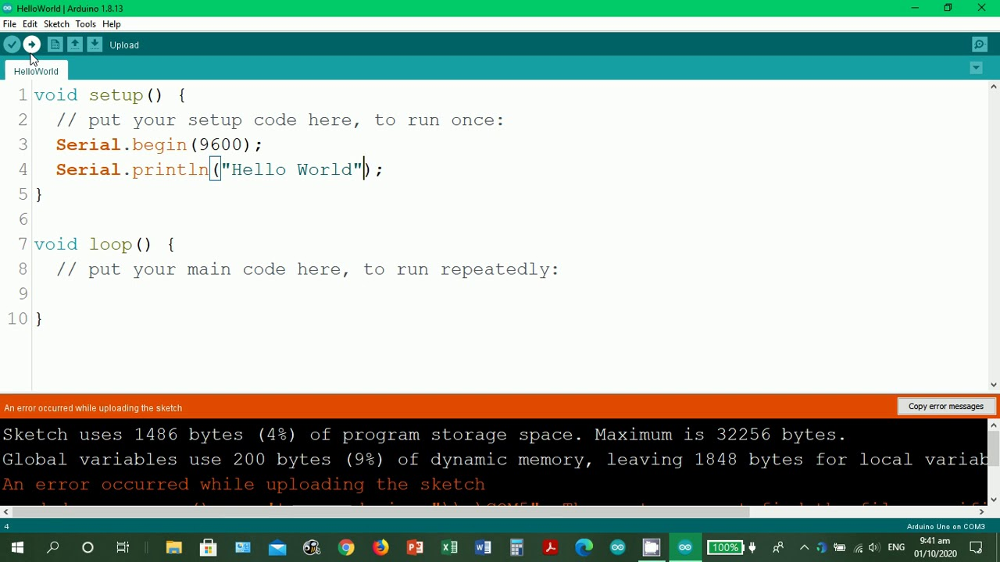 HelloWorld | Arduino 1.8.13
File Edit Sketch Tools Help
Upload
HelloWorld
1 void setup() {
2 // put your setup code here, to run once:
3 Serial.begin(9600);
4 Serial.println("Hello World");
5 }
6
7 void loop() {
8 // put your main code here, to run repeatedly:
9
10 }
An error occurred while uploading the sketch
Copy error messages
Sketch uses 1486 bytes (4%) of program storage space. Maximum is 32256 bytes.
Global variables use 200 bytes (9%) of dynamic memory, leaving 1848 bytes for local variab
An error occurred while uploading the sketch
4
Arduino Uno on COM3
100%
ENG
9:41 am
01/10/2020